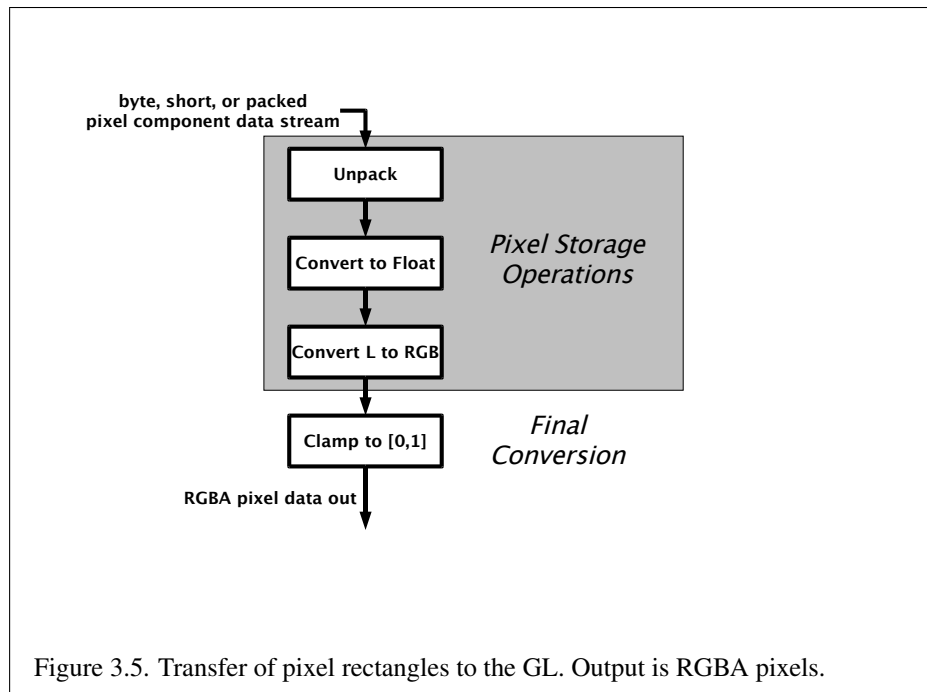 byte, short, or packed
pixel component data stream
Unpack
Convert to Float
Pixel Storage
Operations
Convert L to RGB
Clamp to [0,1]
Final
Conversion
RGBA pixel data out
Figure 3.5. Transfer of pixel rectangles to the GL. Output is RGBA pixels.